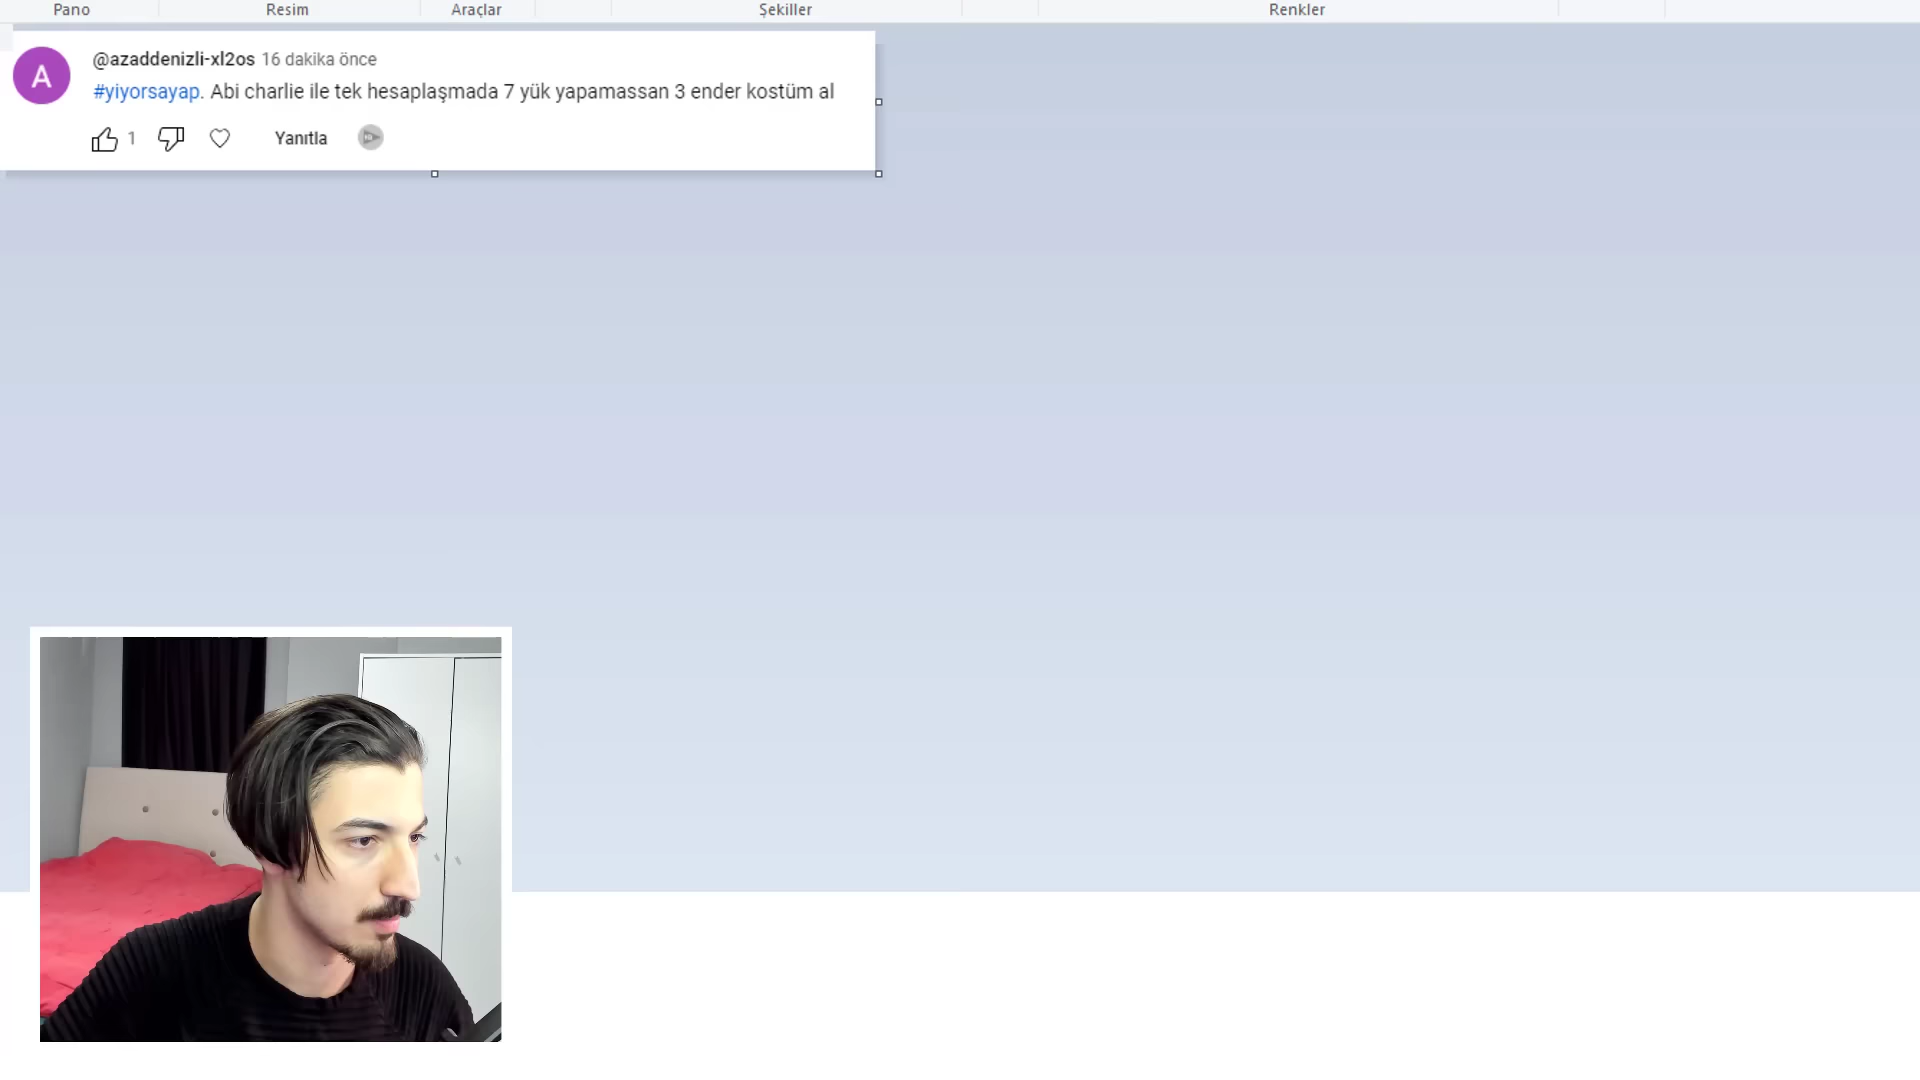 Pano Resim Araçlar Şekiller Renkler
A
@azaddenizli-xl2os 16 dakika önce
#yiyorsayap. Abi charlie ile tek hesaplaşmada 7 yük yapamassan 3 ender kostüm al
1 Yanıtla